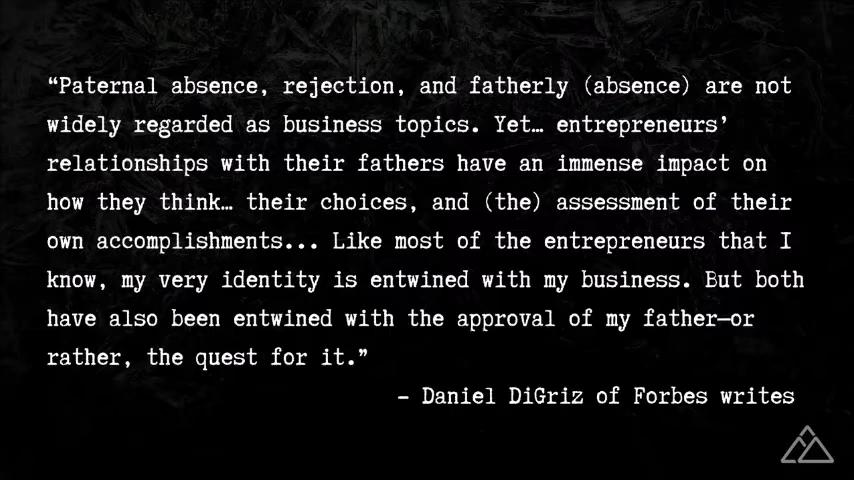 “Paternal absence, rejection, and fatherly (absence) are not
widely regarded as business topics. Yet… entrepreneurs’
relationships with their fathers have an immense impact on
how they think… their choices, and (the) assessment of their
own accomplishments... Like most of the entrepreneurs that I
know, my very identity is entwined with my business. But both
have also been entwined with the approval of my father—or
rather, the quest for it.”
– Daniel DiGriz of Forbes writes